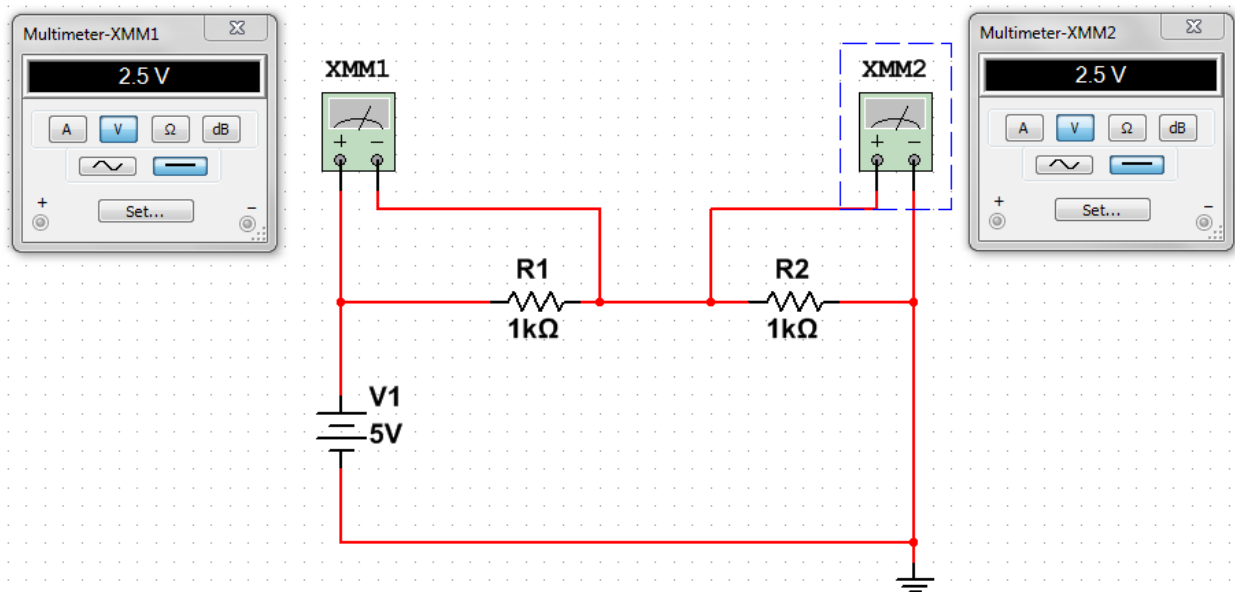 Multimeter-XMM1
2.5 V
A V Ω dB
+ −
Set...
XMM1
+ −
XMM2
+ −
Multimeter-XMM2
2.5 V
A V Ω dB
+ −
Set...
R1
1kΩ
R2
1kΩ
V1
5V